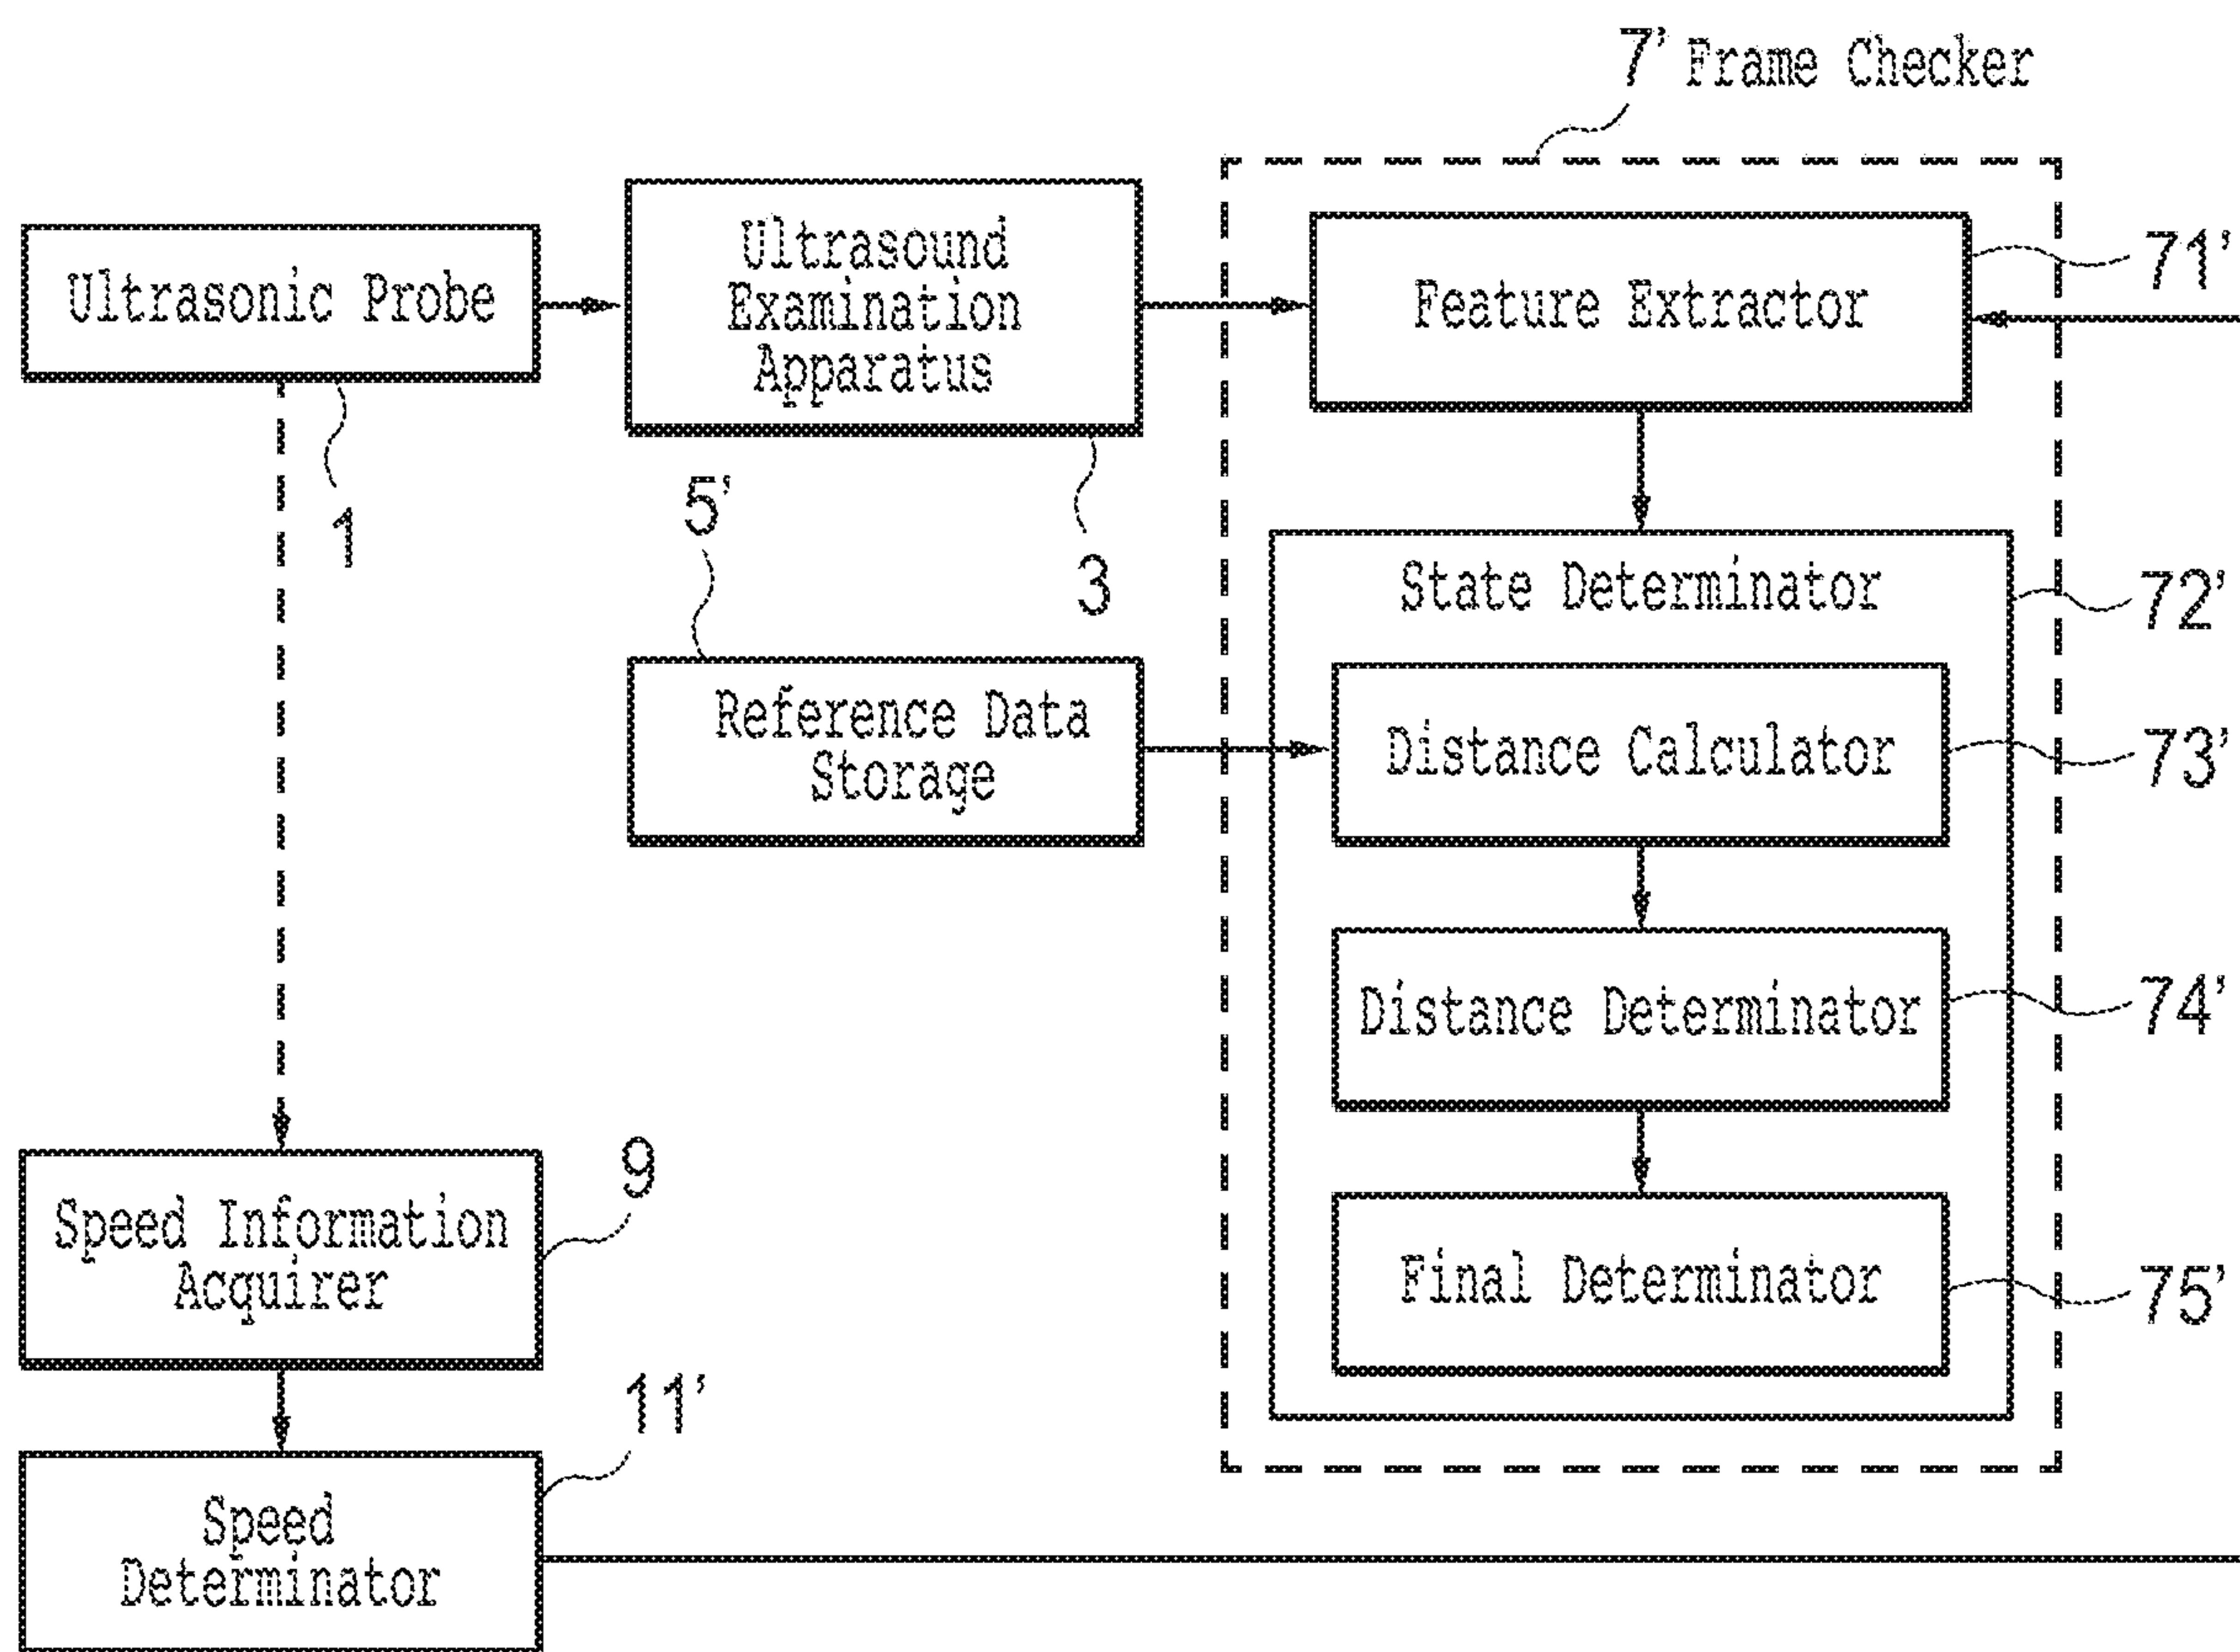 7’ Frame Checker
Ultrasonic Probe
1
Ultrasound
Examination
Apparatus
3
Feature Extractor
71’
5’
Reference Data
Storage
State Determinator
72’
Distance Calculator
73’
Distance Determinator
74’
Final Determinator
75’
Speed Information
Acquirer
9
Speed
Determinator
11’